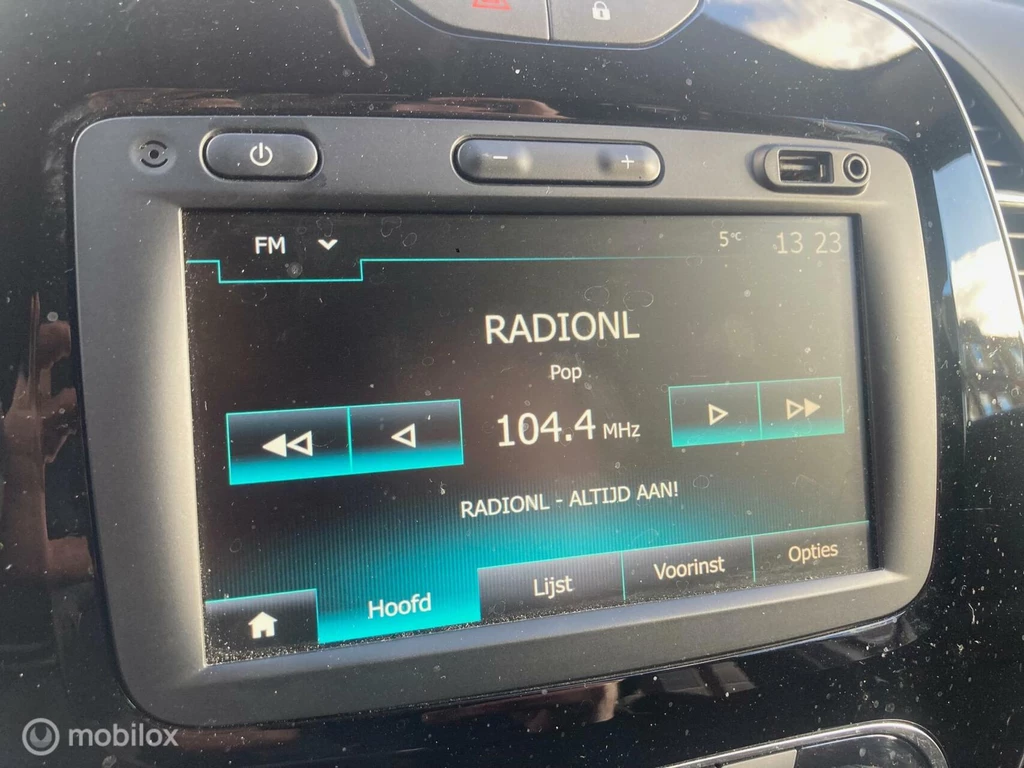 − +
FM 5°C 13 23
RADIONL
Pop
104.4 MHz
RADIONL - ALTIJD AAN!
Hoofd Lijst Voorinst Opties
mobilox